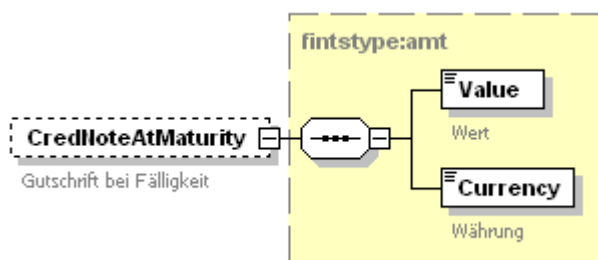 fintstype:amt
Value
Wert
CredNoteAtMaturity
Gutschrift bei Fälligkeit
Currency
Währung